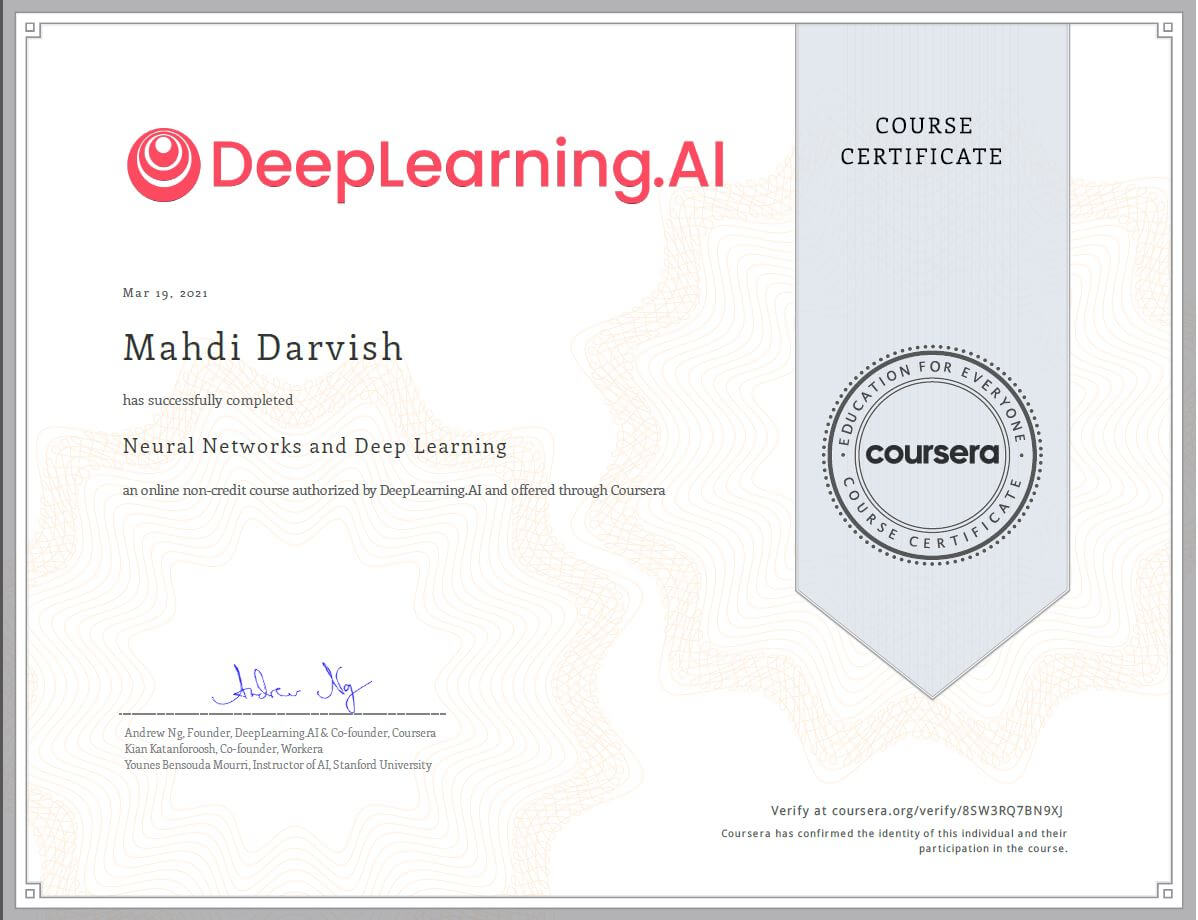 DeepLearning.AI
COURSE
CERTIFICATE
Mar 19, 2021
Mahdi Darvish
has successfully completed
Neural Networks and Deep Learning
an online non-credit course authorized by DeepLearning.AI and offered through Coursera
EDUCATION FOR EVERYONE
coursera
COURSE CERTIFICATE
Andrew Ng
Andrew Ng, Founder, DeepLearning.AI & Co-founder, Coursera
Kian Katanforoosh, Co-founder, Workera
Younes Bensouda Mourri, Instructor of AI, Stanford University
Verify at coursera.org/verify/8SW3RQ7BN9XJ
Coursera has confirmed the identity of this individual and their
participation in the course.